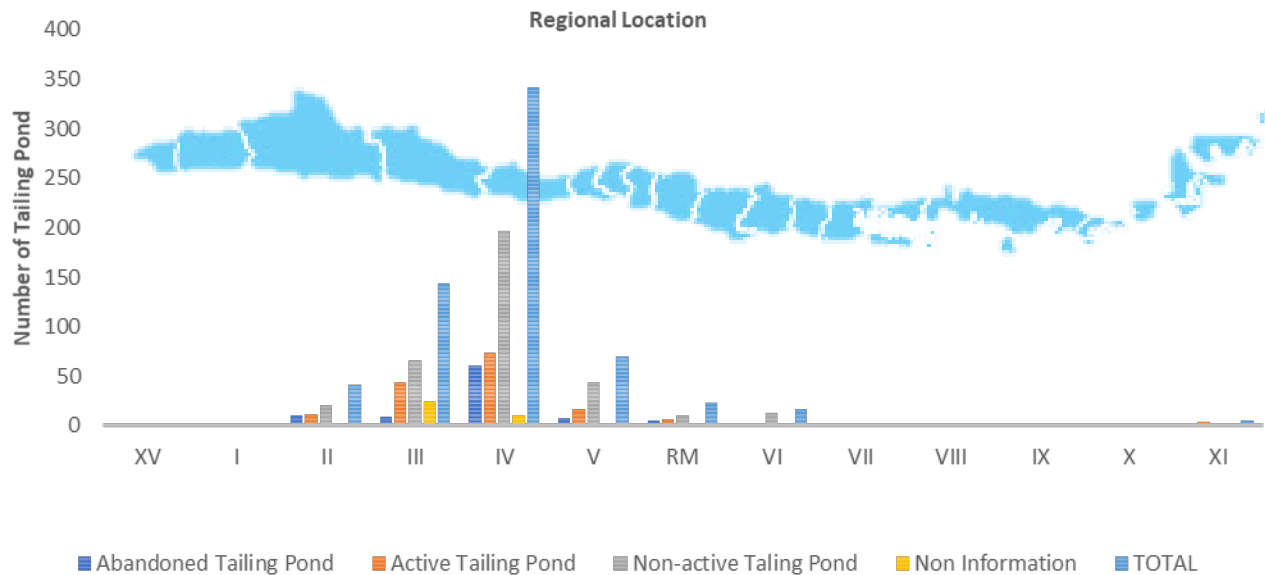 Regional Location
Number of Tailing Pond
400
350
300
250
200
150
100
50
0
XV I II III IV V RM VI VII VIII IX X XI
Abandoned Tailing Pond Active Tailing Pond Non-active Taling Pond Non Information TOTAL